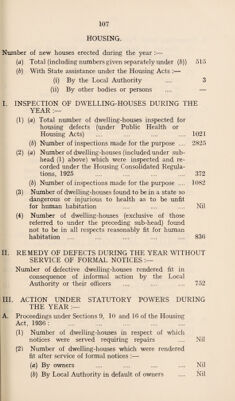 107
HOUSING.
Number of new houses erected during the year :—
(a) Total (including numbers given separately under (b)) 515
(b) With State assistance under the Housing Acts :—
(i) By the Local Authority .... 3
(ii) By other bodies or persons .... —
I. INSPECTION OF DWELLING-HOUSES DURING THE
YEAR :—
(1) (a) Total number of dwelling-houses inspected for
housing defects (under Public Health or
Housing Acts) .... .... .... .... 1021
(b) Number of inspections made for the purpose .... 2825
(2) (a) Number of dwelling-houses (included under sub-
head (1) above) which were inspected and re-
corded under the Housing Consolidated Regula-
tions, 1925 .... .... .... .... 372
(b) Number of inspections made for the purpose .... 1082
(3) Number of dwelling-houses found to be in a state so
dangerous or injurious to health as to be unfit
for human habitation .... .... .... Nil
(4) Number of dwelling-houses (exclusive of those
referred to under the preceding sub-head) found
not to be in all respects reasonably fit for human
habitation .... .... .... .... .... 836
II. REMEDY OF DEFECTS DURING THE YEAR WITHOUT
SERVICE OF FORMAL NOTICES :—
Number of defective dwelling-houses rendered fit in
consequence of informal action by the Local
Authority or their officers .... .... .... 752
III. ACTION UNDER STATUTORY POWERS DURING
THE YEAR :—
A. Proceedings under Sections 9, 10 and 16 of the Housing
Act, 1936 :
(1) Number of dwelling-houses in respect of which
notices were served requiring repairs .... Nil
(2) Number of dwelling-houses which were rendered
fit after service of formal notices :—
(a) By owners .... .... .... .... Nil
(b) By Local Authority in default of owners .... Nil